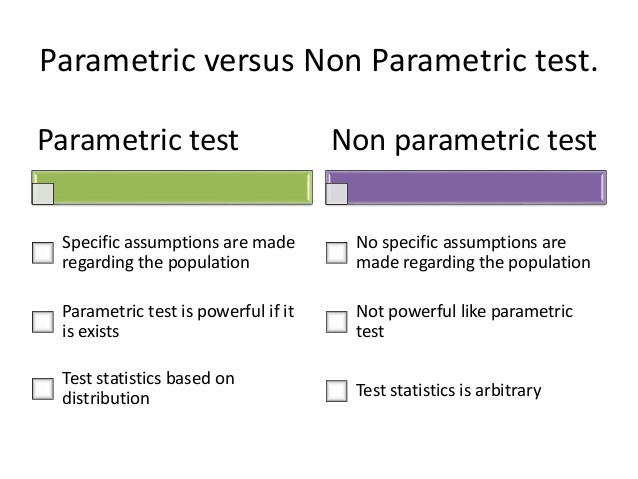 Parametric versus Non Parametric test.
Parametric test
Specific assumptions are made
regarding the population
Parametric test is powerful if it
is exists
Test statistics based on
distribution
Non parametric test
No specific assumptions are
made regarding the population
Not powerful like parametric
test
Test statistics is arbitrary